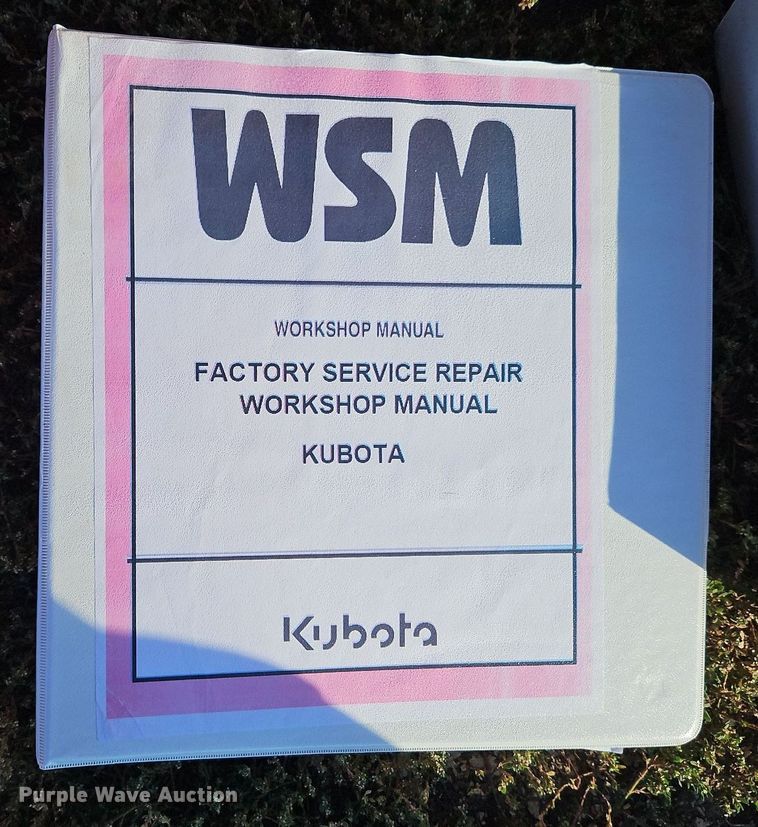 WSM
WORKSHOP MANUAL
FACTORY SERVICE REPAIR
WORKSHOP MANUAL
KUBOTA
Kubota
Purple Wave Auction